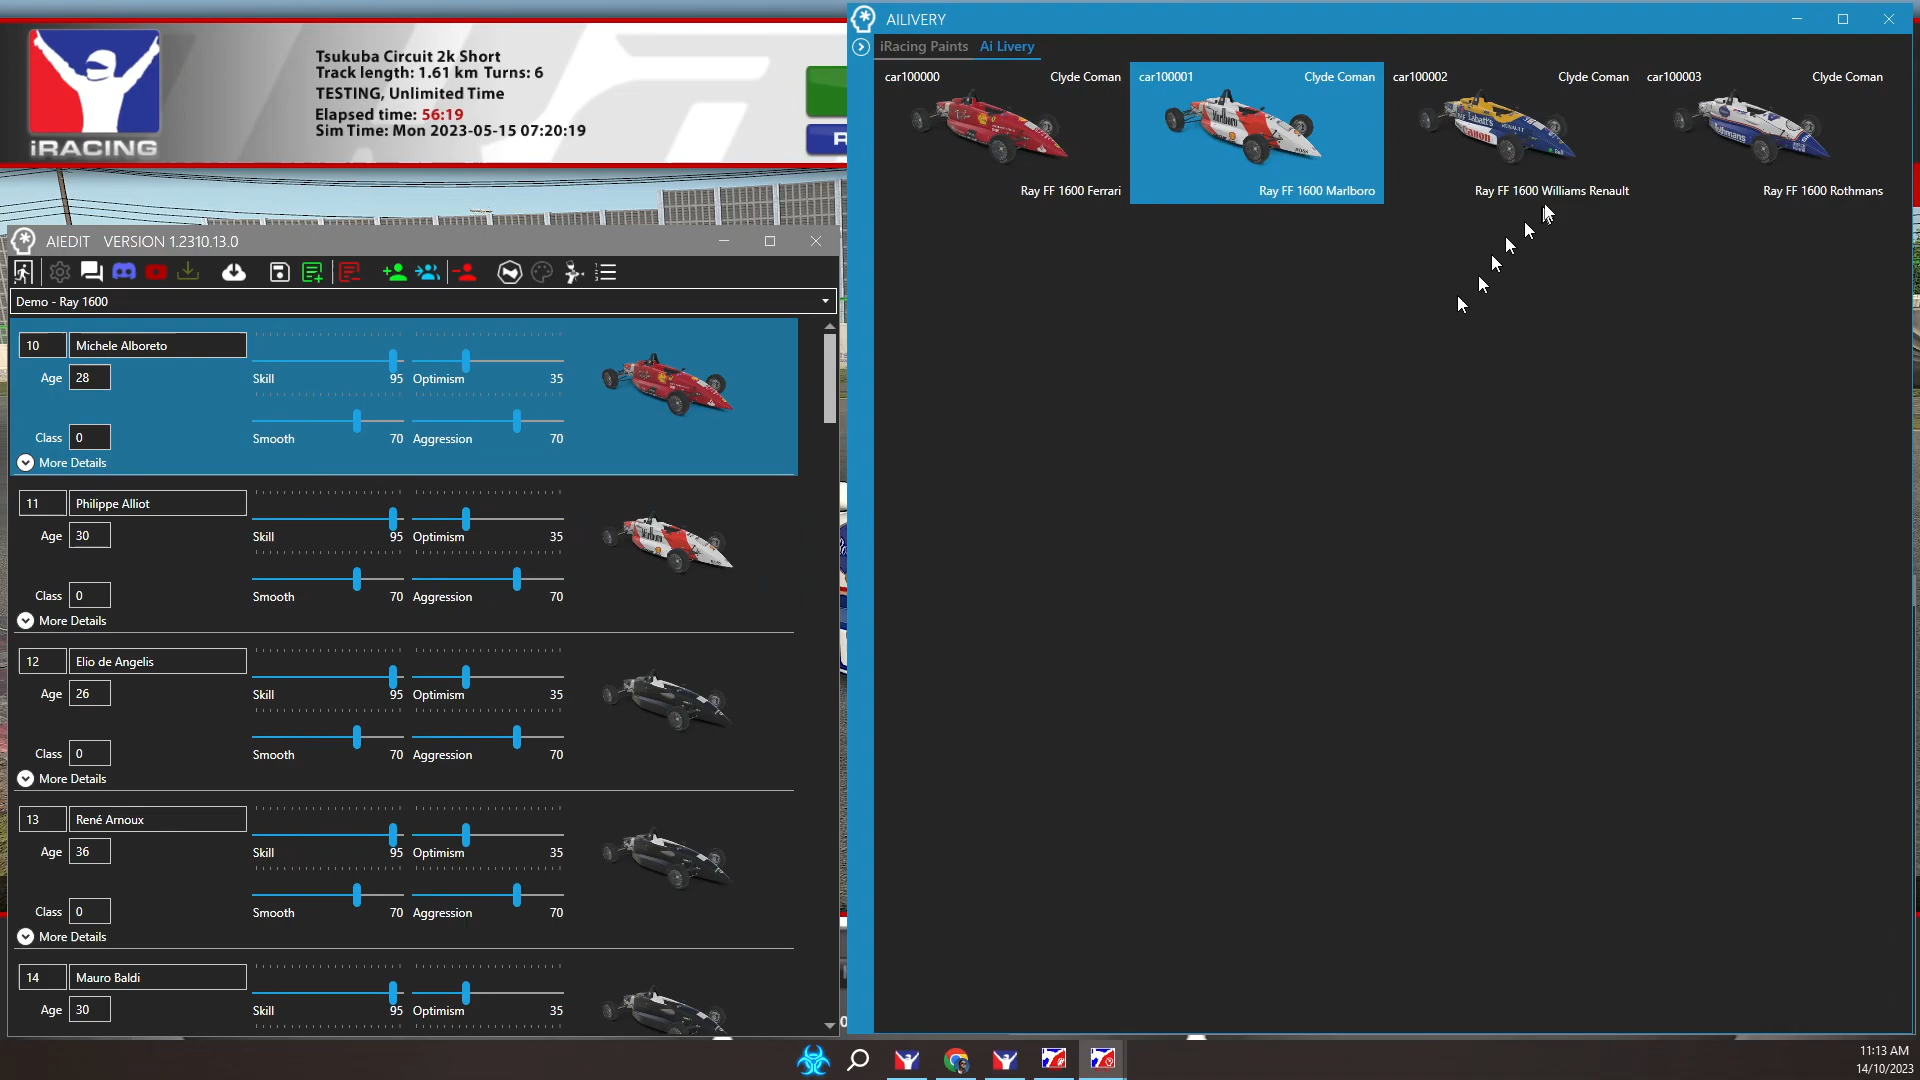 iRACING
Tsukuba Circuit 2k Short
Track length: 1.61 km Turns: 6
TESTING, Unlimited Time
Elapsed time: 56:19
Sim Time: Mon 2023-05-15 07:20:19
R
AILIVERY
iRacing Paints Ai Livery
car100000 Clyde Coman
Ray FF 1600 Ferrari
car100001 Clyde Coman
Marlboro
Ray FF 1600 Marlboro
car100002 Clyde Coman
Labatt's
RENAULT
Canon
Ray FF 1600 Williams Renault
car100003 Clyde Coman
Rothmans
Ray FF 1600 Rothmans
AIEDIT VERSION 1.2310.13.0
Demo - Ray 1600
10 Michele Alboreto
Age 28
Skill 95 Optimism 35
Class 0
Smooth 70 Aggression 70
More Details
11 Philippe Alliot
Age 30
Skill 95 Optimism 35
Class 0
Smooth 70 Aggression 70
More Details
12 Elio de Angelis
Age 26
Skill 95 Optimism 35
Class 0
Smooth 70 Aggression 70
More Details
13 René Arnoux
Age 36
Skill 95 Optimism 35
Class 0
Smooth 70 Aggression 70
More Details
14 Mauro Baldi
Age 30
Skill 95 Optimism 35
11:13 AM
14/10/2023